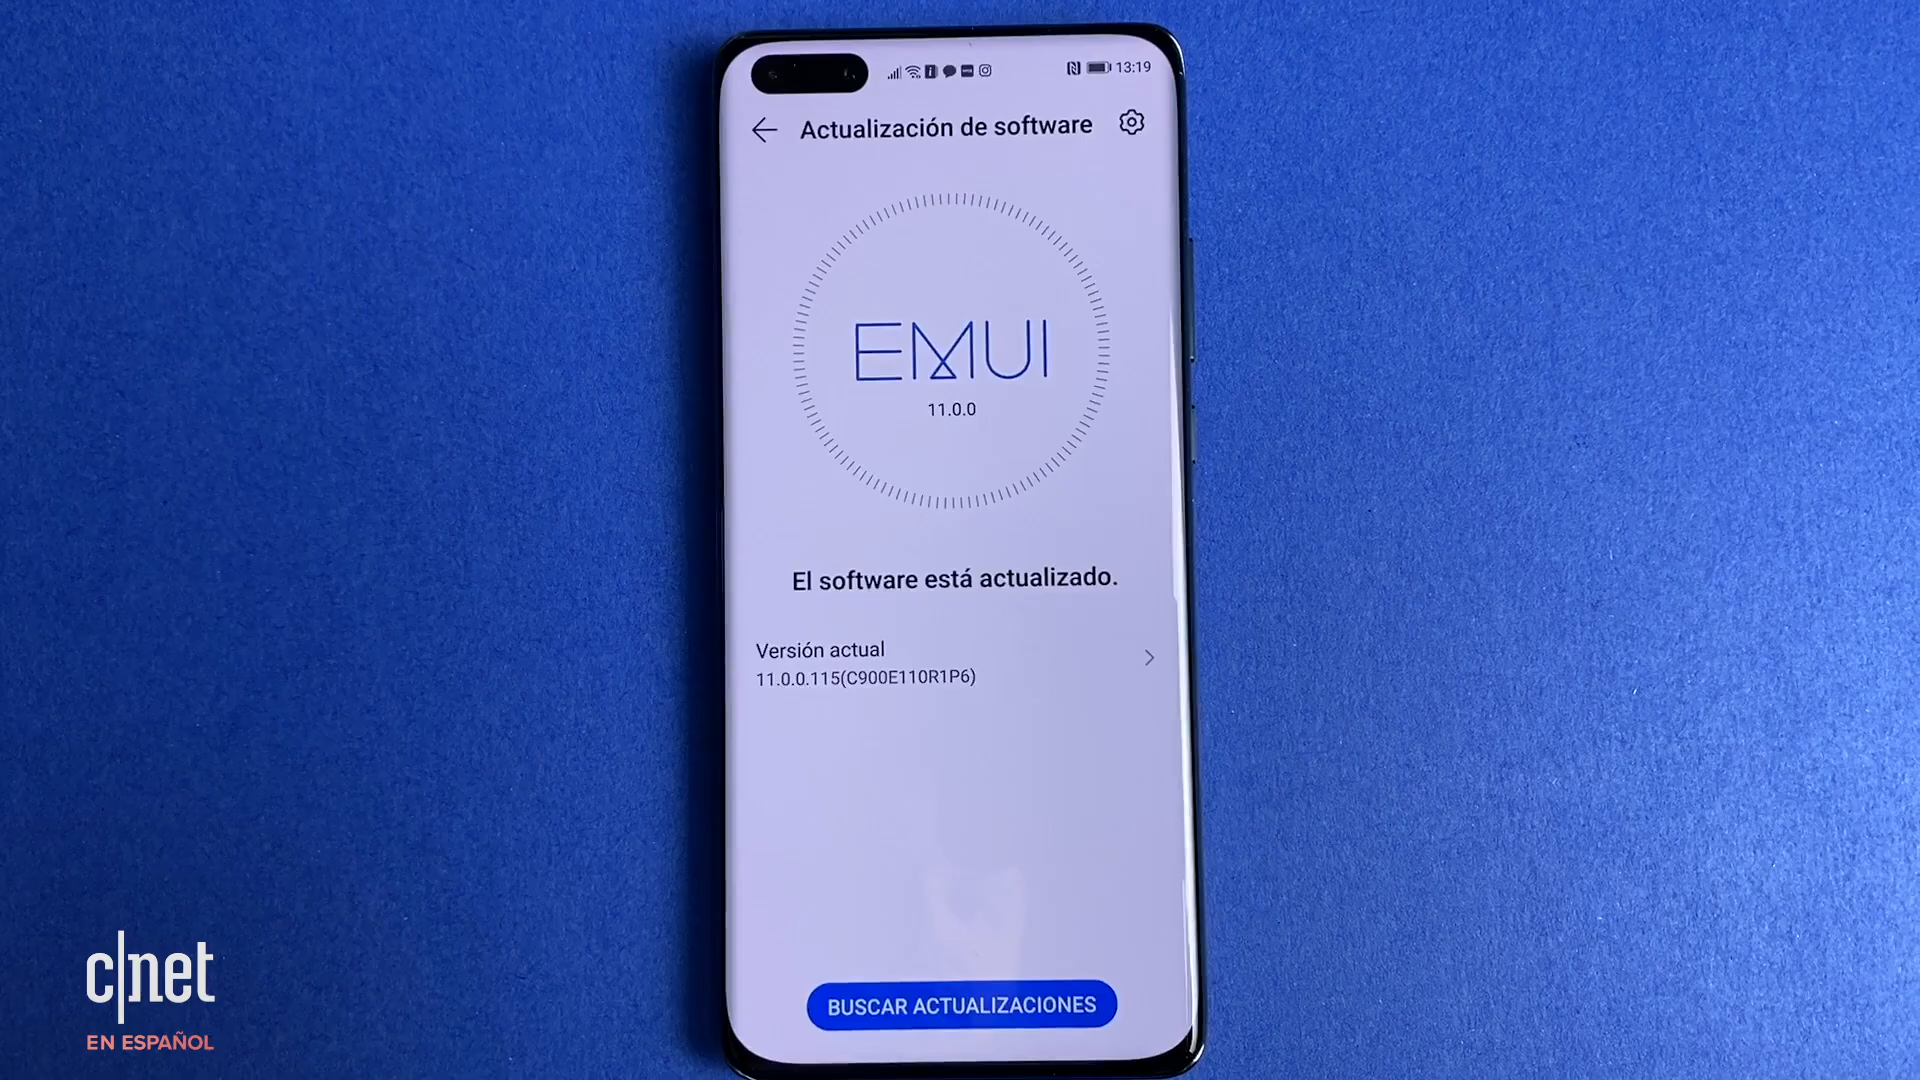 13:19
Actualización de software
EMUI
11.0.0
El software está actualizado.
Versión actual
11.0.0.115(C900E110R1P6)
BUSCAR ACTUALIZACIONES
c|net
EN ESPAÑOL